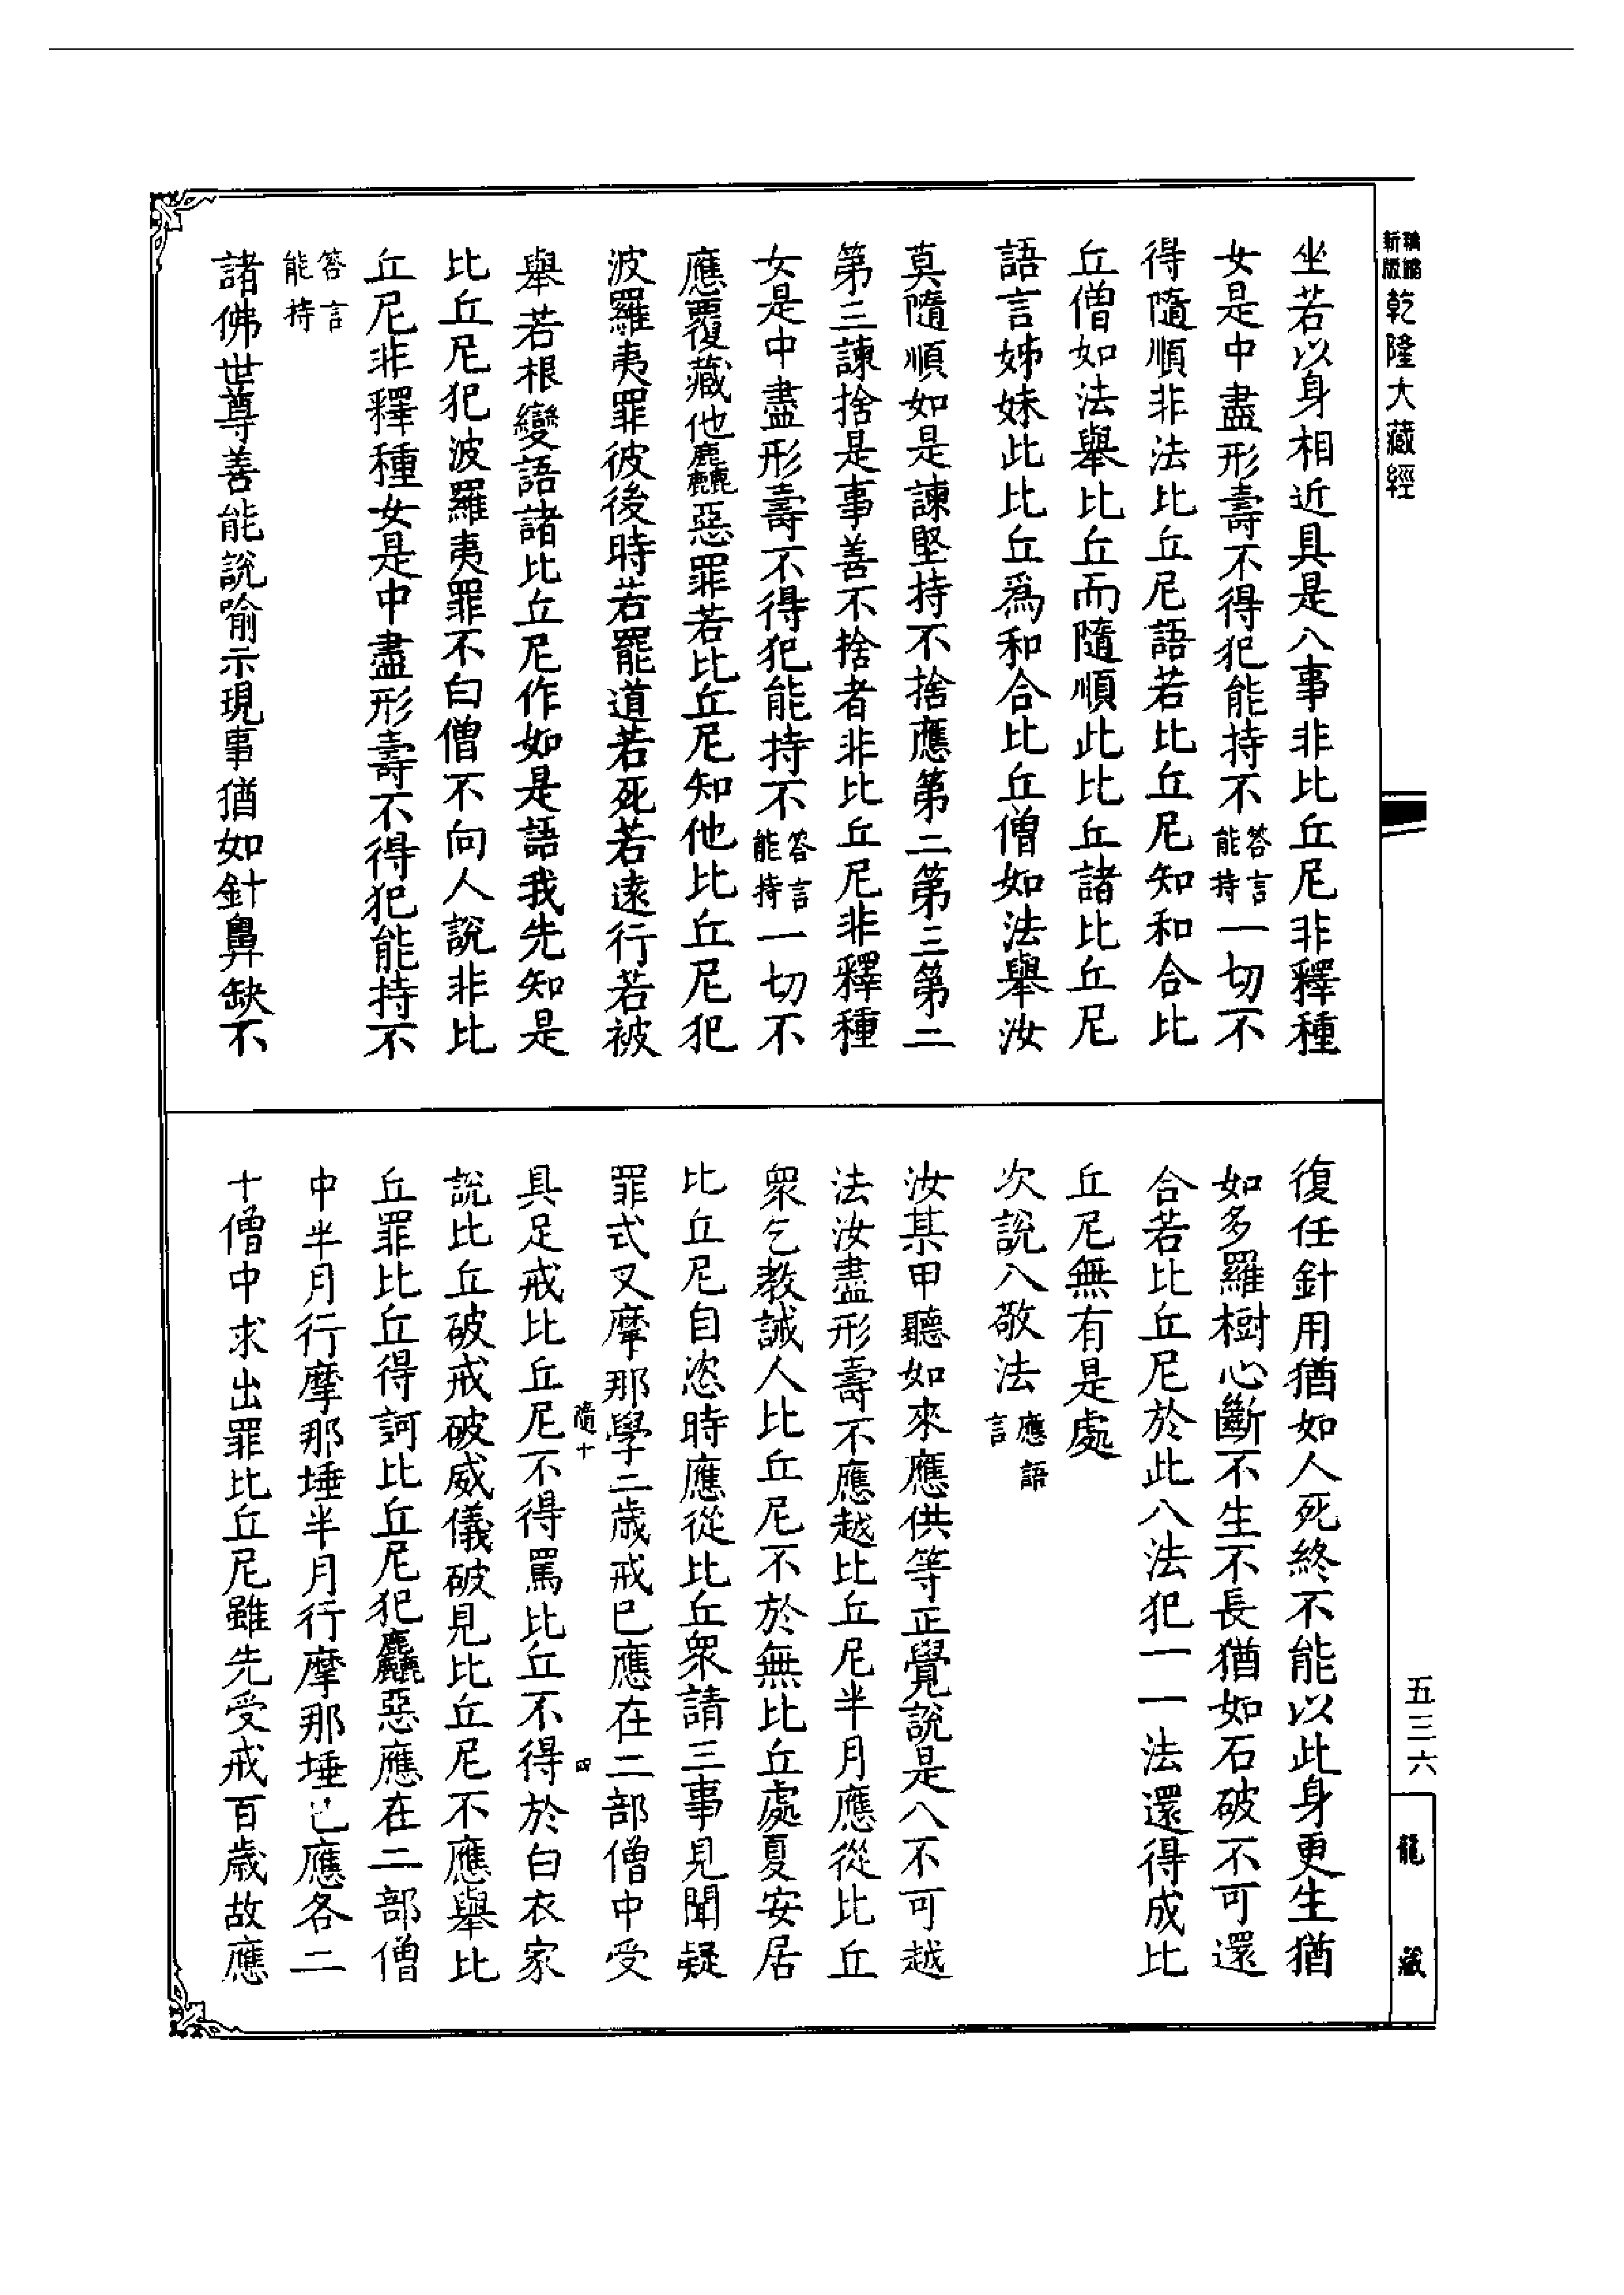 新版精縮乾隆大藏經
坐若以身相近具是八事非比丘尼非釋種
女是中盡形壽不得犯能持不答言能持一切不
得隨順非法比丘尼語若比丘尼知和合比
丘僧如法舉比丘而隨順此比丘諸比丘尼
語言姊妹此比丘爲和合比丘僧如法舉汝
莫隨順如是諫堅持不捨應第二第三第二
第三諫捨是事善不捨者非比丘尼非釋種
女是中盡形壽不得犯能持不答言能持一切不
應覆藏他麤惡罪若比丘尼知他比丘尼犯
波羅夷罪彼後時若罷道若死若遠行若被
舉若根變語諸比丘尼作如是語我先知是
比丘尼犯波羅夷罪不白僧不向人說非比
丘尼非釋種女是中盡形壽不得犯能持不
答言能持
諸佛世尊善能說喻示現事猶如針鼻缺不
復任針用猶如人死終不能以此身更生猶
如多羅樹心斷不生不長猶如石破不可還
合若比丘尼於此八法犯一一法還得成比
丘尼無有是處
次說八敬法應語言
汝某甲聽如來應供等正覺說是八不可越
法汝盡形壽不應越比丘尼半月應從比丘
眾乞教誡人比丘尼不於無比丘處夏安居
比丘尼自恣時應從比丘眾請三事見聞疑
罪式叉摩那學二歲戒已應在二部僧中受
隨十 四
具足戒比丘尼不得罵比丘不得於白衣家
說比丘破戒破威儀破見比丘尼不應舉比
丘罪比丘得訶比丘尼犯麤惡應在二部僧
中半月行摩那埵半月行摩那埵已應各二
十僧中求出罪比丘尼雖先受戒百歲故應
五三六
龍藏